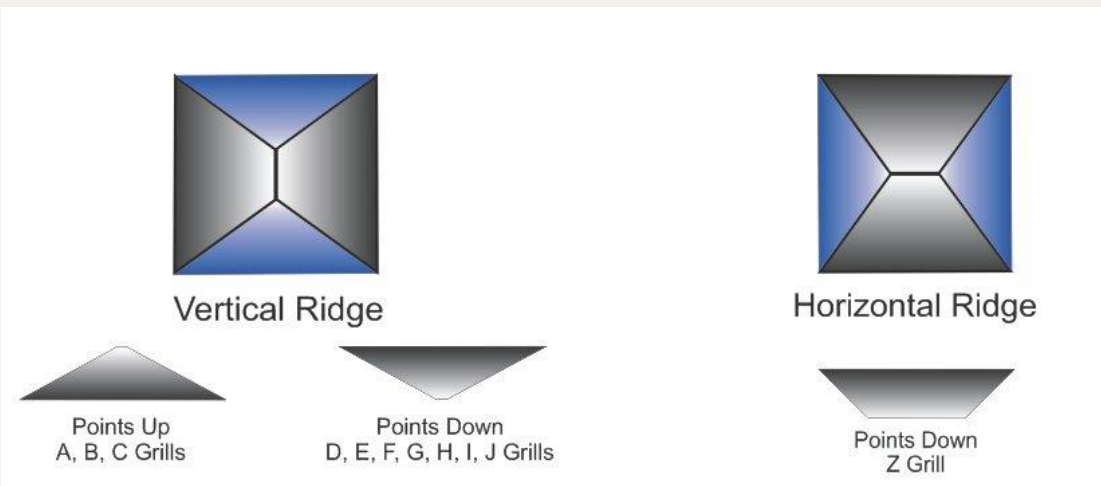 Vertical Ridge
Horizontal Ridge
Points Up
A, B, C Grills
Points Down
D, E, F, G, H, I, J Grills
Points Down
Z Grill